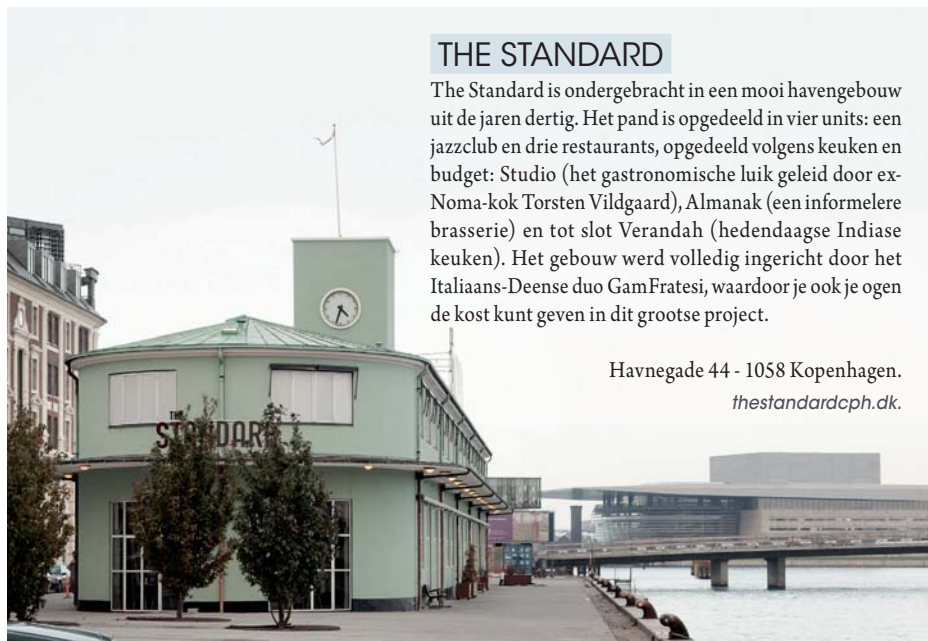 THE STANDARD
The Standard is ondergebracht in een mooi havengebouw
uit de jaren dertig. Het pand is opgedeeld in vier units: een
jazzclub en drie restaurants, opgedeeld volgens keuken en
budget: Studio (het gastronomische luik geleid door ex-
Noma-kok Torsten Vildgaard), Almanak (een informelere
brasserie) en tot slot Verandah (hedendaagse Indiase
keuken). Het gebouw werd volledig ingericht door het
Italiaans-Deense duo GamFratesi, waardoor je ook je ogen
de kost kunt geven in dit grootse project.
Havnegade 44 - 1058 Kopenhagen.
thestandardcph.dk.
THE
STANDARD